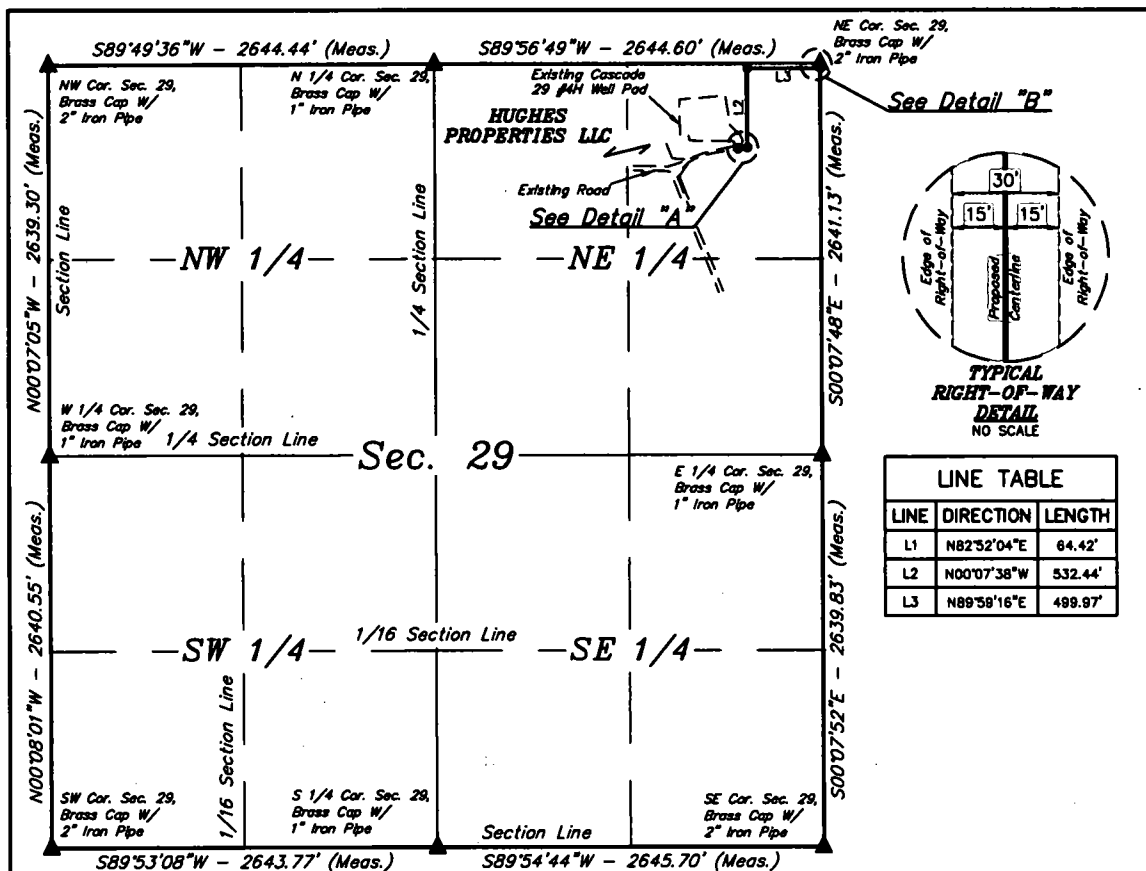 S89°49'36"W - 2644.44' (Meas.)
S89°56'49"W - 2644.60' (Meas.)
NE Cor. Sec. 29,
Brass Cap W/
2" Iron Pipe
NW Cor. Sec. 29,
Brass Cap W/
2" Iron Pipe
N 1/4 Cor. Sec. 29,
Brass Cap W/
1" Iron Pipe
Existing Cascade
29 #4H Well Pad
L3
L2
See Detail "B"
HUGHES
PROPERTIES LLC
Existing Road
See Detail "A"
N00°07'05"W - 2639.30' (Meas.)
Section Line
NW 1/4
1/4 Section Line
NE 1/4
S00°07'48"E - 2641.13' (Meas.)
30'
15'
15'
Edge of
Right-of-Way
Proposed
Centerline
Edge of
Right-of-Way
TYPICAL
RIGHT-OF-WAY
DETAIL
NO SCALE
W 1/4 Cor. Sec. 29,
Brass Cap W/
1" Iron Pipe
1/4 Section Line
Sec. 29
E 1/4 Cor. Sec. 29,
Brass Cap W/
1" Iron Pipe
LINE TABLE
LINE DIRECTION LENGTH
L1 N82°52'04"E 64.42'
L2 N00°07'38"W 532.44'
L3 N89°59'16"E 499.97'
N00°08'01"W - 2640.55' (Meas.)
SW 1/4
1/16 Section Line
SE 1/4
1/16 Section Line
S00°07'52"E - 2639.83' (Meas.)
SW Cor. Sec. 29,
Brass Cap W/
2" Iron Pipe
S 1/4 Cor. Sec. 29,
Brass Cap W/
1" Iron Pipe
Section Line
SE Cor. Sec. 29,
Brass Cap W/
2" Iron Pipe
S89°53'08"W - 2643.77' (Meas.)
S89°54'44"W - 2645.70' (Meas.)